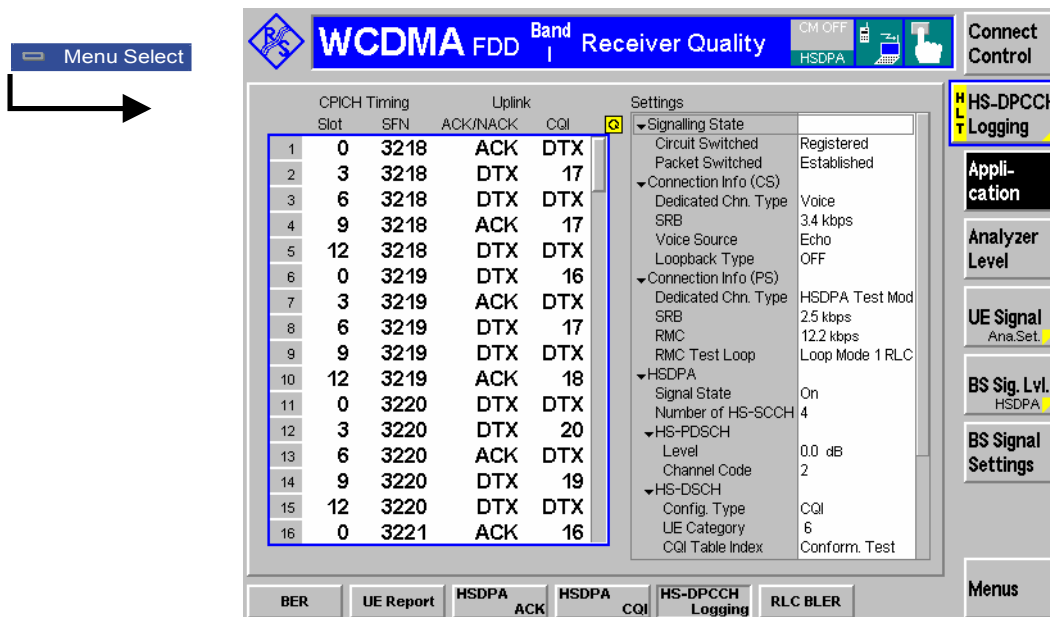 Menu Select
R S
WCDMA FDD Band I Receiver Quality
CM OFF
HSDPA
Connect Control
CPICH Timing Uplink Settings
Slot SFN ACK/NACK CQI
1 0 3218 ACK DTX
2 3 3218 DTX 17
3 6 3218 DTX DTX
4 9 3218 ACK 17
5 12 3218 DTX DTX
6 0 3219 DTX 16
7 3 3219 ACK DTX
8 6 3219 DTX 17
9 9 3219 DTX DTX
10 12 3219 ACK 18
11 0 3220 DTX DTX
12 3 3220 DTX 20
13 6 3220 ACK DTX
14 9 3220 DTX 19
15 12 3220 DTX DTX
16 0 3221 ACK 16
Signalling State
Circuit Switched Registered
Packet Switched Established
Connection Info (CS)
Dedicated Chn. Type Voice
SRB 3.4 kbps
Voice Source Echo
Loopback Type OFF
Connection Info (PS)
Dedicated Chn. Type HSDPA Test Mod
SRB 2.5 kbps
RMC 12.2 kbps
RMC Test Loop Loop Mode 1 RLC
HSDPA
Signal State On
Number of HS-SCCH 4
HS-PDSCH
Level 0.0 dB
Channel Code 2
HS-DSCH
Config. Type CQI
UE Category 6
CQI Table Index Conform. Test
HLT
HS-DPCCH
Logging
Appli-
cation
Analyzer
Level
UE Signal
Ana.Set.
BS Sig. Lvl.
HSDPA
BS Signal
Settings
Menus
BER
UE Report
HSDPA
ACK
HSDPA
CQI
HS-DPCCH
Logging
RLC BLER